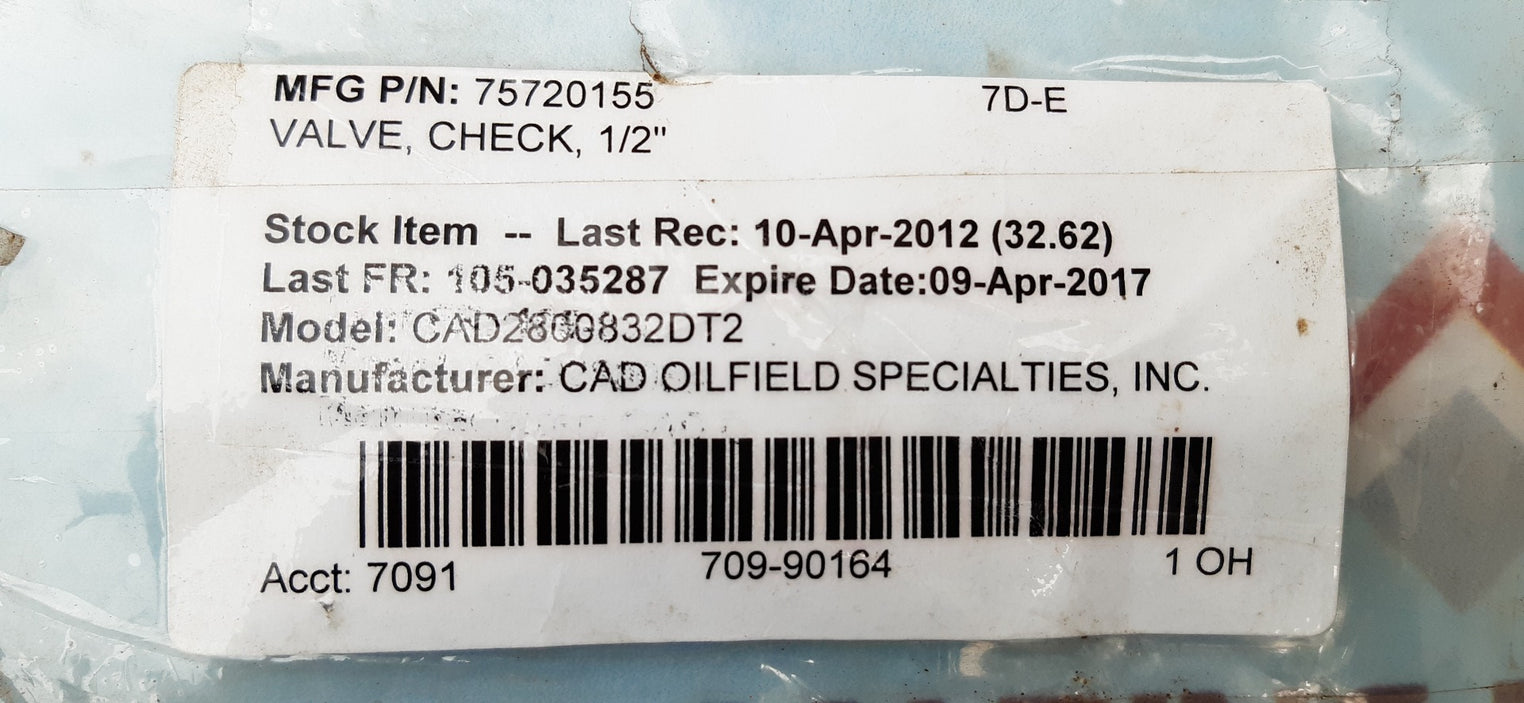 MFG P/N: 75720155 7D-E
VALVE, CHECK, 1/2"
Stock Item -- Last Rec: 10-Apr-2012 (32.62)
Last FR: 105-035287 Expire Date:09-Apr-2017
Model:
Manufacturer: CAD OILFIELD SPECIALTIES, INC.
709-90164
Acct: 7091 1 OH